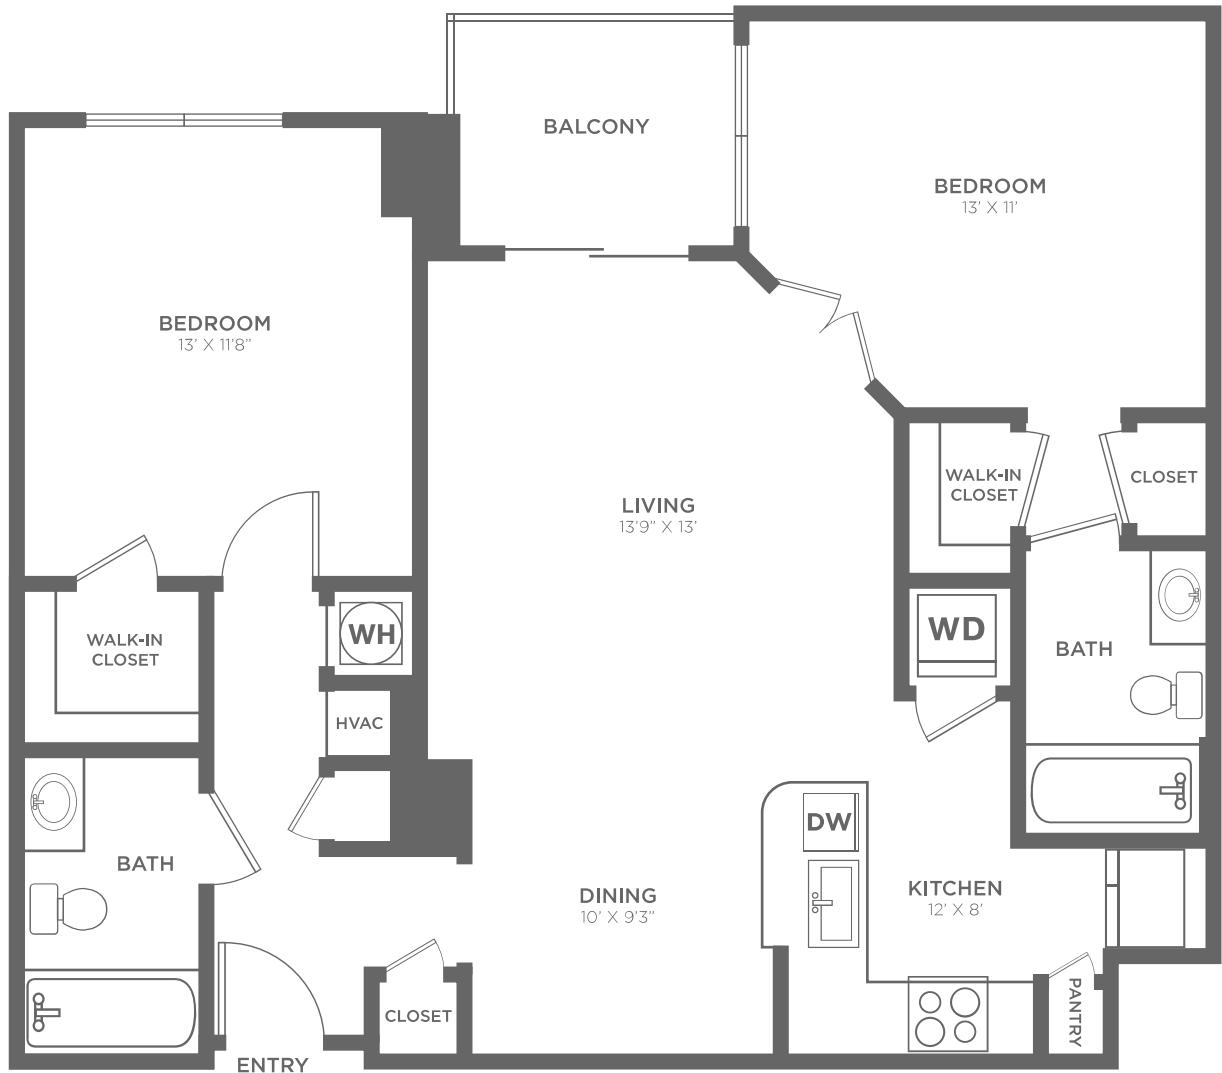 BALCONY
BEDROOM
13' X 11'
BEDROOM
13' X 11'8"
WALK-IN
CLOSET
CLOSET
LIVING
13'9" X 13'
WH
WD
WALK-IN
CLOSET
BATH
HVAC
DW
BATH
DINING
10' X 9'3"
KITCHEN
12' X 8'
CLOSET
PANTRY
ENTRY